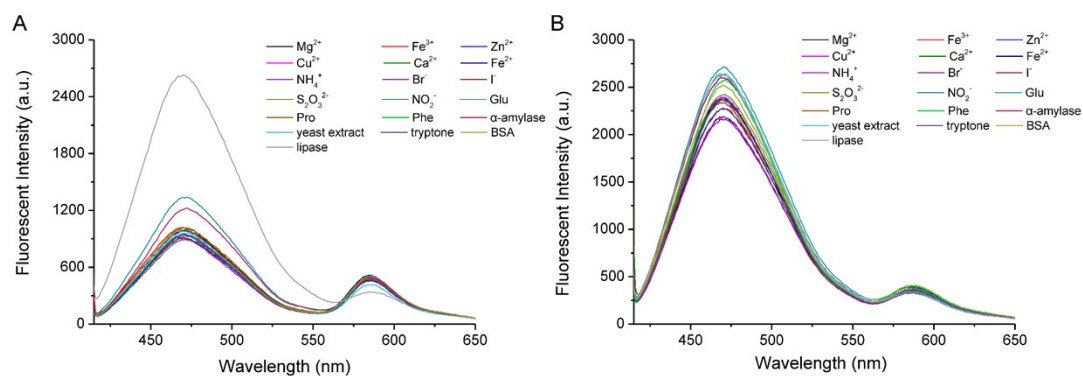 A
Fluorescent Intensity (a.u.)
3000
2400
1800
1200
600
0
Mg²⁺ Fe³⁺ Zn²⁺
Cu²⁺ Ca²⁺ Fe²⁺
NH₄⁺ Br⁻ I⁻
S₂O₃²⁻ NO₂⁻ Glu
Pro Phe α-amylase
yeast extract tryptone BSA
lipase
450 500 550 600 650
Wavelength (nm)
B
Fluorescent Intensity (a.u.)
3000
2500
2000
1500
1000
500
0
Mg²⁺ Fe³⁺ Zn²⁺
Cu²⁺ Ca²⁺ Fe²⁺
NH₄⁺ Br⁻ I⁻
S₂O₃²⁻ NO₂⁻ Glu
Pro Phe α-amylase
yeast extract tryptone BSA
lipase
450 500 550 600 650
Wavelength (nm)